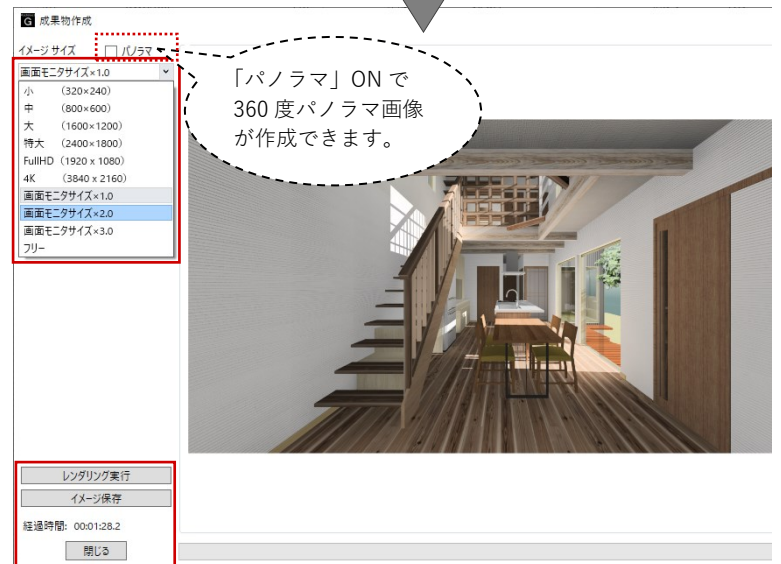 G 成果物作成
イメージ サイズ
パノラマ
画面モニタサイズ×1.0
小 (320×240)
中 (800×600)
大 (1600×1200)
特大 (2400×1800)
FullHD (1920 x 1080)
4K (3840 x 2160)
画面モニタサイズ×1.0
画面モニタサイズ×2.0
画面モニタサイズ×3.0
フリー
「パノラマ」ON で
360 度パノラマ画像
が作成できます。
レンダリング実行
イメージ保存
経過時間: 00:01:28.2
閉じる